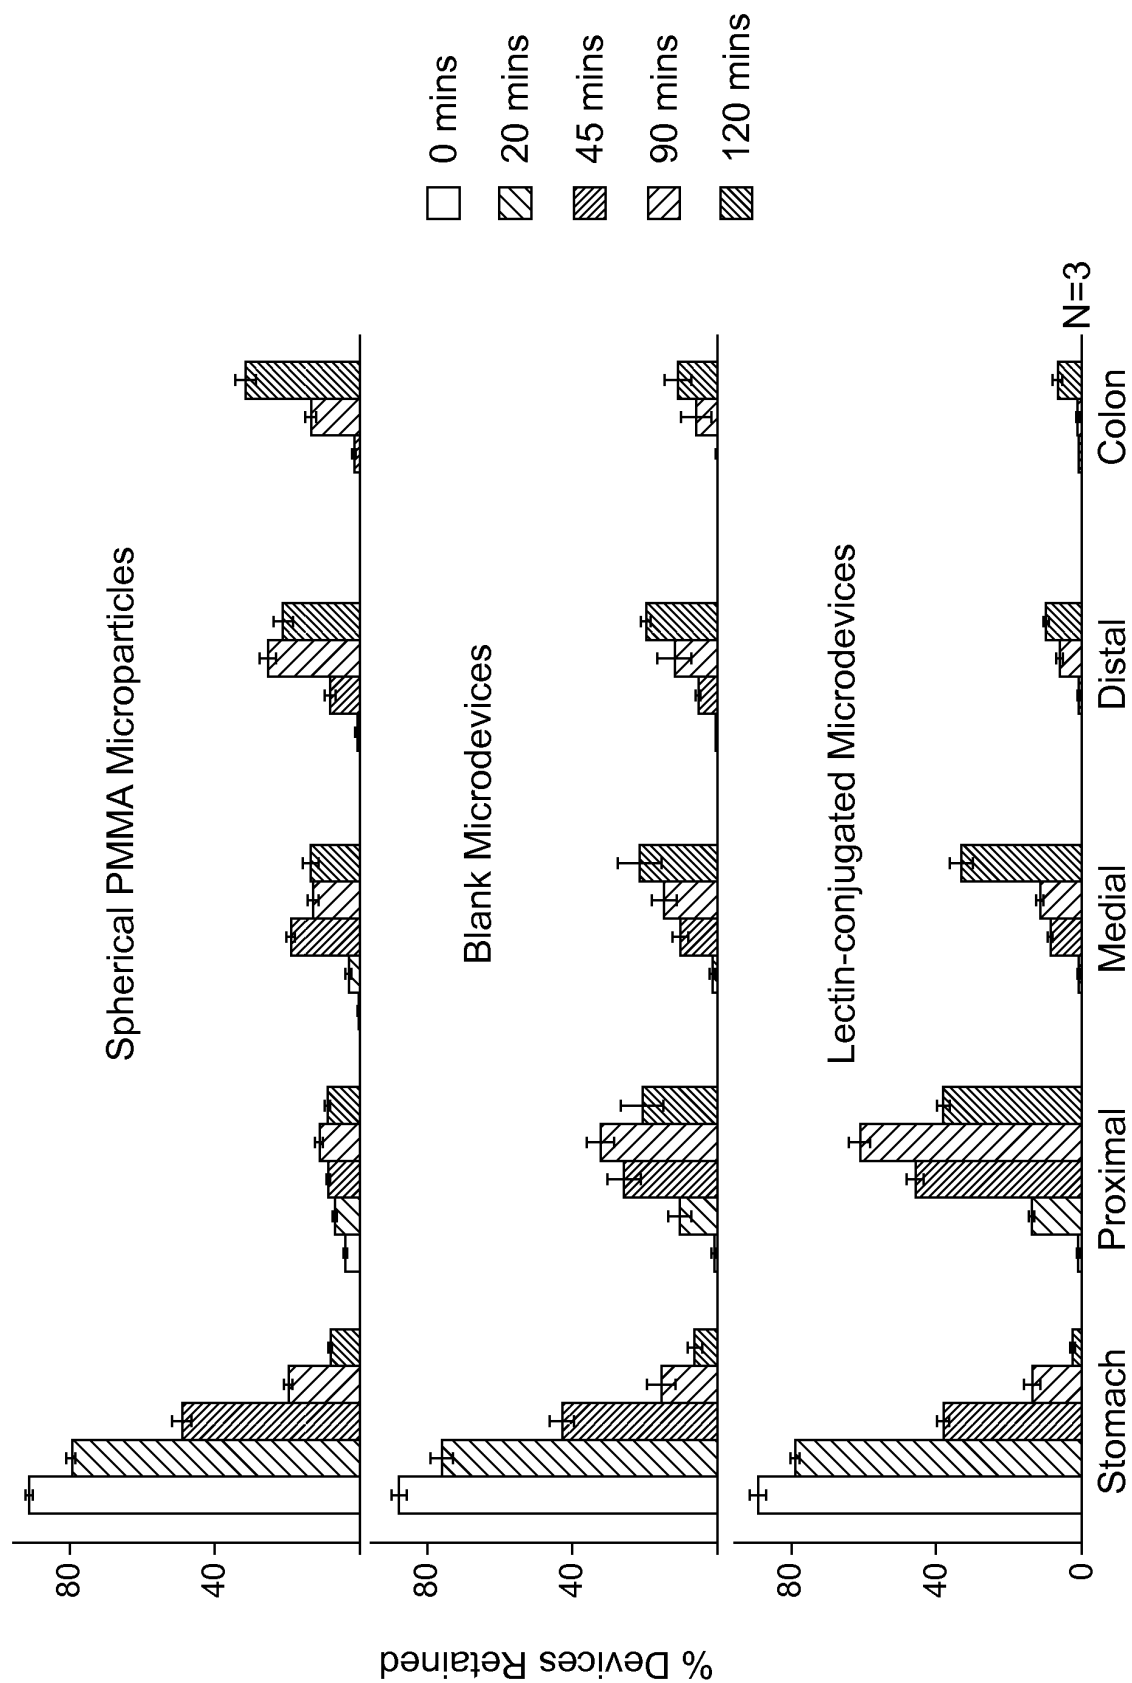 Spherical PMMA Microparticles
80
40
Blank Microdevices
80
40
Lectin-conjugated Microdevices
80
40
0
% Devices Retained
Stomach
Proximal
Medial
Distal
Colon
N=3
0 mins
20 mins
45 mins
90 mins
120 mins